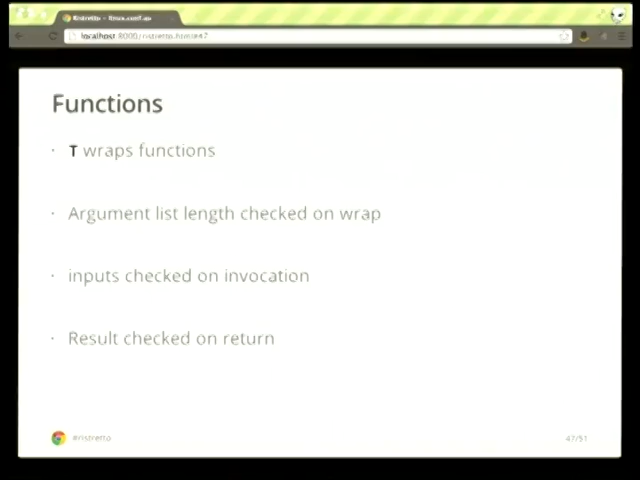 Ristretto - linux.conf.au
localhost:8000/ristretto.html#47
Functions
· T wraps functions
· Argument list length checked on wrap
· inputs checked on invocation
· Result checked on return
#ristretto
47/51